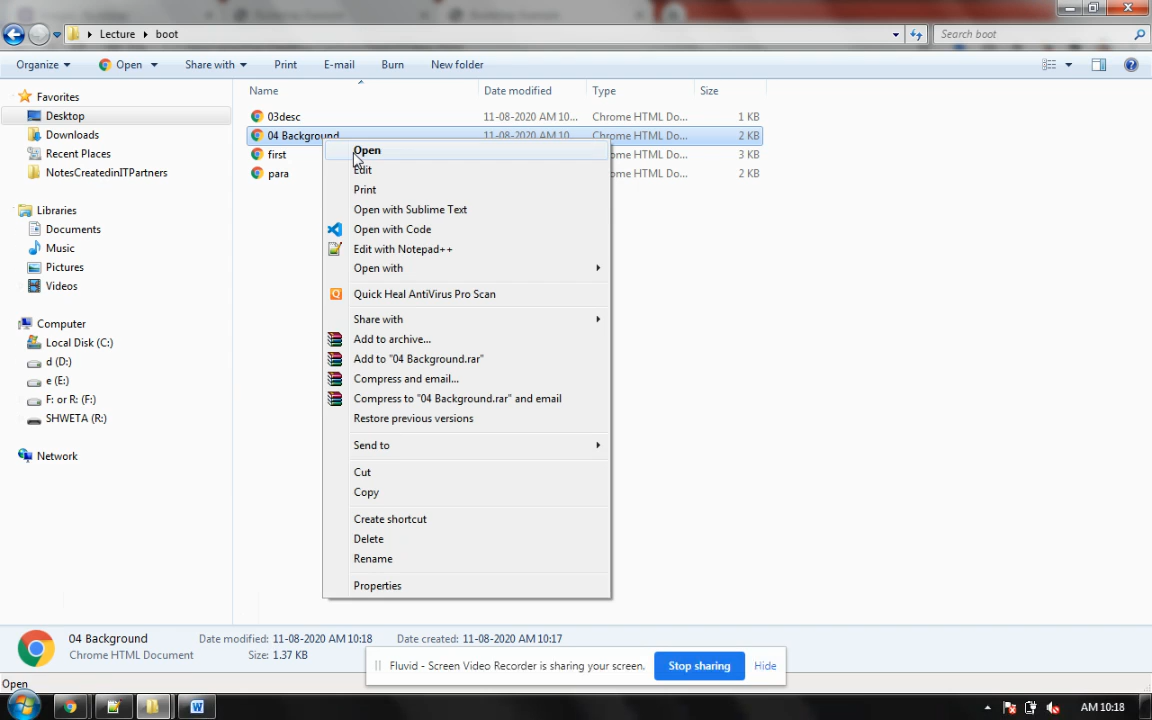 Lecture boot
Search boot
Organize Open Share with Print E-mail Burn New folder
Name Date modified Type Size
Favorites
Desktop
Downloads
Recent Places
NotesCreatedinITPartners
Libraries
Documents
Music
Pictures
Videos
Computer
Local Disk (C:)
d (D:)
e (E:)
F: or R: (F:)
SHWETA (R:)
Network
03desc 11-08-2020 AM 10... Chrome HTML Do... 1 KB
04 Background 11-08-2020 AM 10... Chrome HTML Do... 2 KB
first ome HTML Do... 3 KB
para ome HTML Do... 2 KB
Open
Edit
Print
Open with Sublime Text
Open with Code
Edit with Notepad++
Open with
Quick Heal AntiVirus Pro Scan
Share with
Add to archive...
Add to "04 Background.rar"
Compress and email...
Compress to "04 Background.rar" and email
Restore previous versions
Send to
Cut
Copy
Create shortcut
Delete
Rename
Properties
04 Background Date modified: 11-08-2020 AM 10:18 Date created: 11-08-2020 AM 10:17
Chrome HTML Document Size: 1.37 KB
Fluvid - Screen Video Recorder is sharing your screen. Stop sharing Hide
Open
AM 10:18